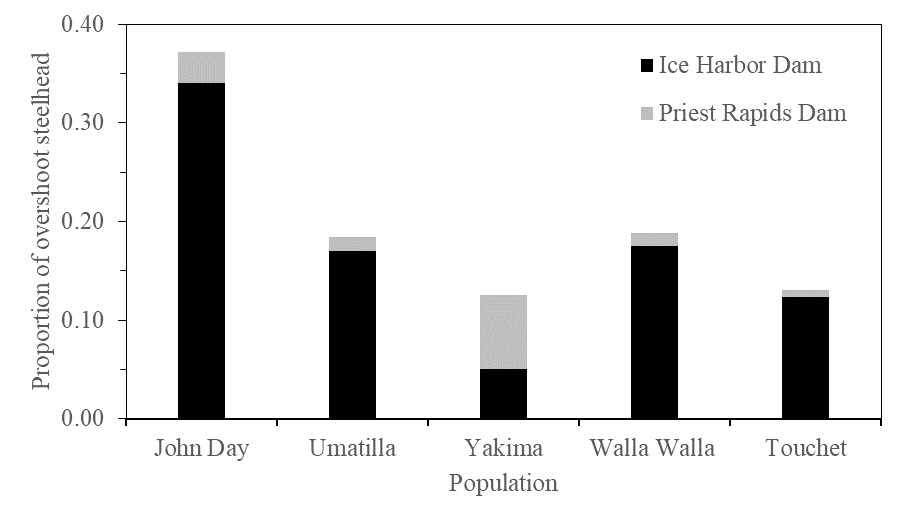 Proportion of overshoot steelhead
0.40
0.30
0.20
0.10
0.00
Ice Harbor Dam
Priest Rapids Dam
John Day
Umatilla
Yakima
Walla Walla
Touchet
Population